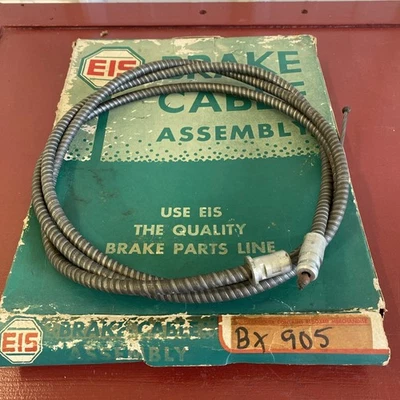 EIS BRAKE
CABLE
ASSEMBLY
USE EIS
THE QUALITY
BRAKE PARTS LINE
EIS BRAKE CABLE
ASSEMBLY
BX 905